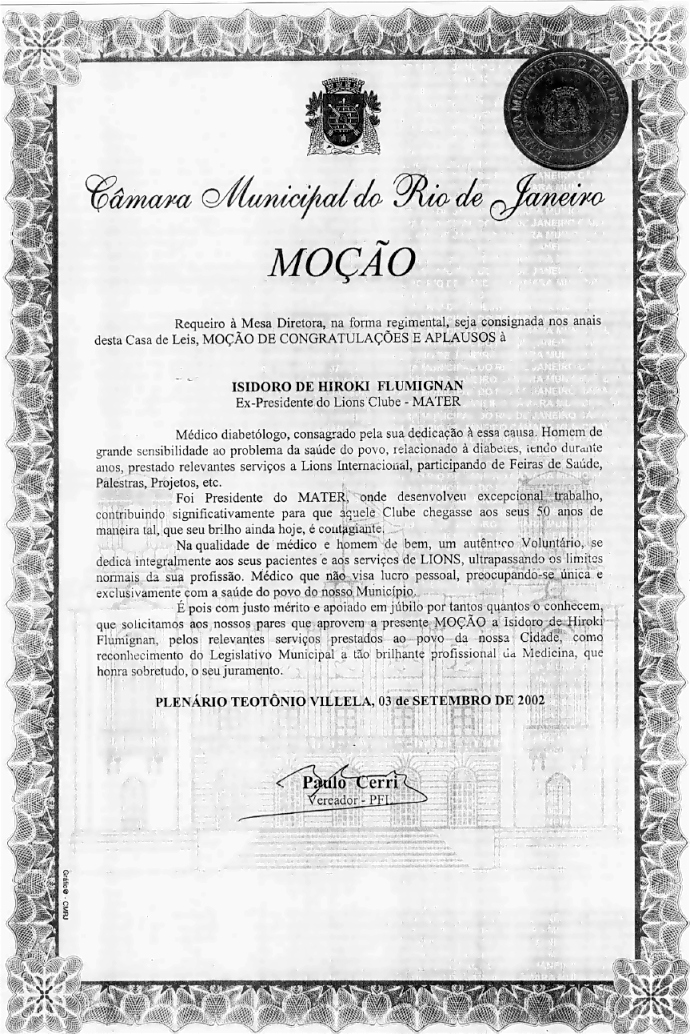 CÂMARA MUNICIPAL DO RIO DE JANEIRO
Câmara Municipal do Rio de Janeiro
MOÇÃO
Requeiro à Mesa Diretora, na forma regimental, seja consignada nos anais
desta Casa de Leis, MOÇÃO DE CONGRATULAÇÕES E APLAUSOS à
ISIDORO DE HIROKI FLUMIGNAN
Ex-Presidente do Lions Clube - MATER
Médico diabetólogo, consagrado pela sua dedicação à essa causa. Homem de
grande sensibilidade ao problema da saúde do povo, relacionado à diabetes, tendo durante
anos, prestado relevantes serviços a Lions Internacional, participando de Feiras de Saúde,
Palestras, Projetos, etc.
Foi Presidente do MATER, onde desenvolveu excepcional trabalho,
contribuindo significativamente para que àquele Clube chegasse aos seus 50 anos de
maneira tal, que seu brilho ainda hoje, é contagiante.
Na qualidade de médico e homem de bem, um autêntico Voluntário, se
dedica integralmente aos seus pacientes e aos serviços de LIONS, ultrapassando os limites
normais da sua profissão. Médico que não visa lucro pessoal, preocupando-se única e
exclusivamente com a saúde do povo do nosso Município.
É pois com justo mérito e apoiado em júbilo por tantos quantos o conhecem,
que solicitamos aos nossos pares que aprovem a presente MOÇÃO a Isidoro de Hiroki
Flumignan, pelos relevantes serviços prestados ao povo da nossa Cidade, como
reconhecimento do Legislativo Municipal a tão brilhante profissional da Medicina, que
honra sobretudo, o seu juramento.
PLENÁRIO TEOTÔNIO VILLELA, 03 de SETEMBRO DE 2002
Paulo Cerri
Vereador - PFL
Gráfica - CMRJ